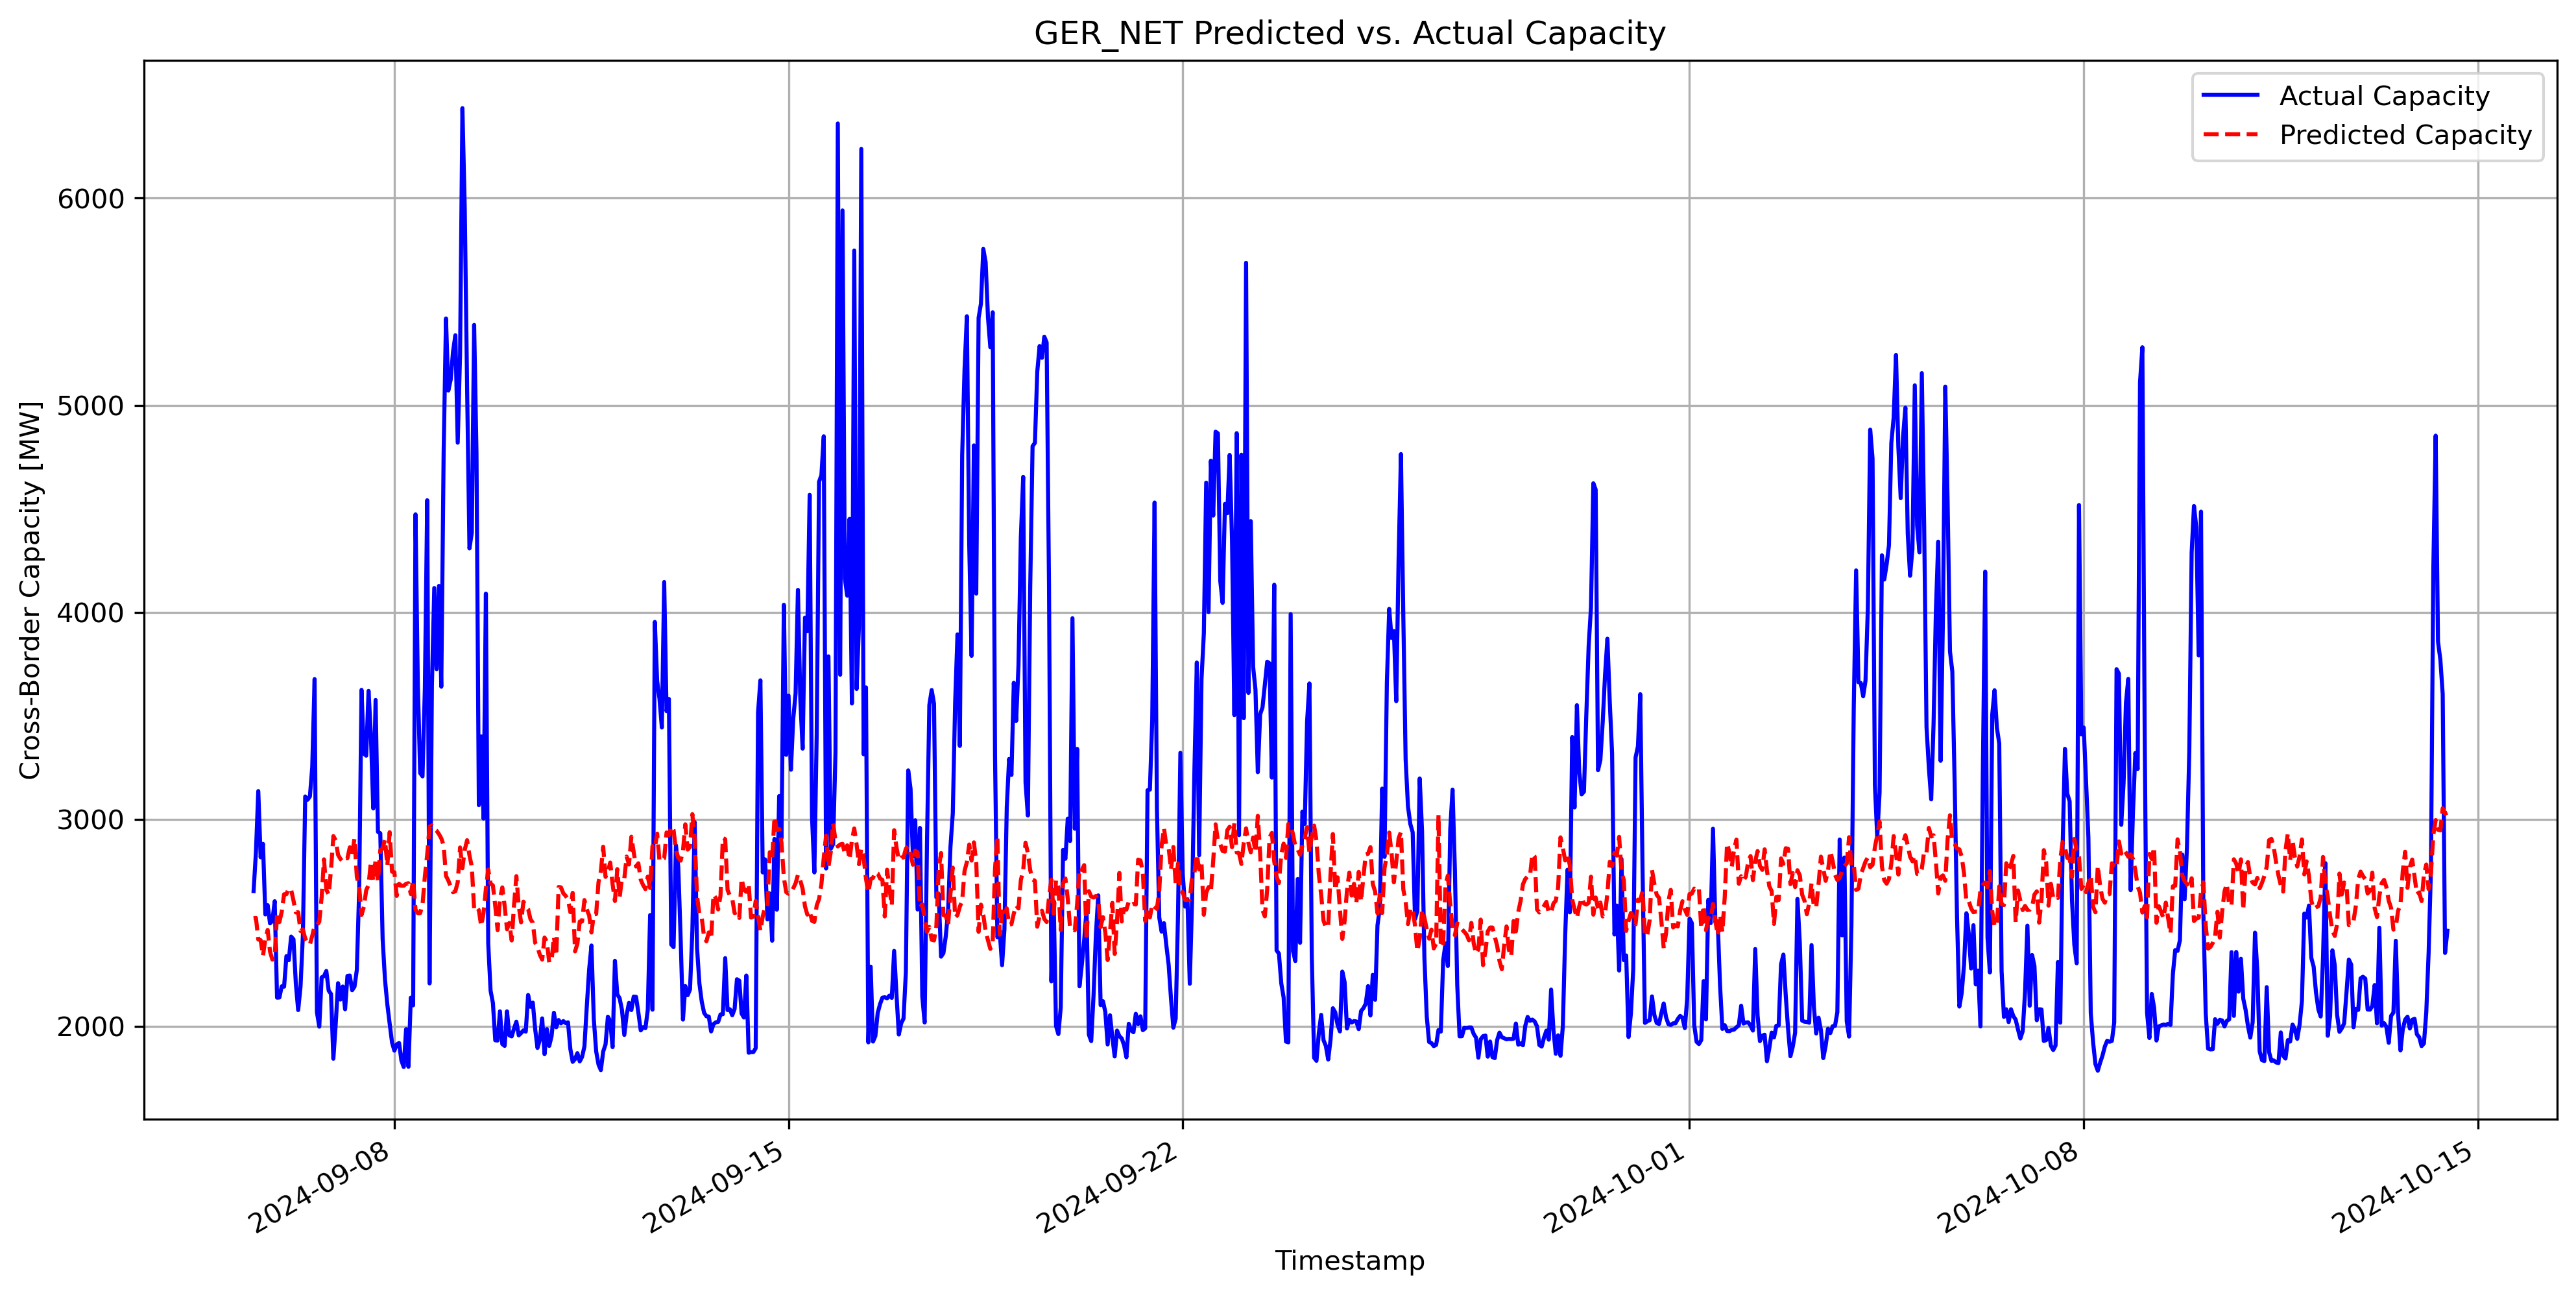 GER_NET Predicted vs. Actual Capacity
Actual Capacity
Predicted Capacity
Cross-Border Capacity [MW]
6000
5000
4000
3000
2000
2024-09-08
2024-09-15
2024-09-22
2024-10-01
2024-10-08
2024-10-15
Timestamp